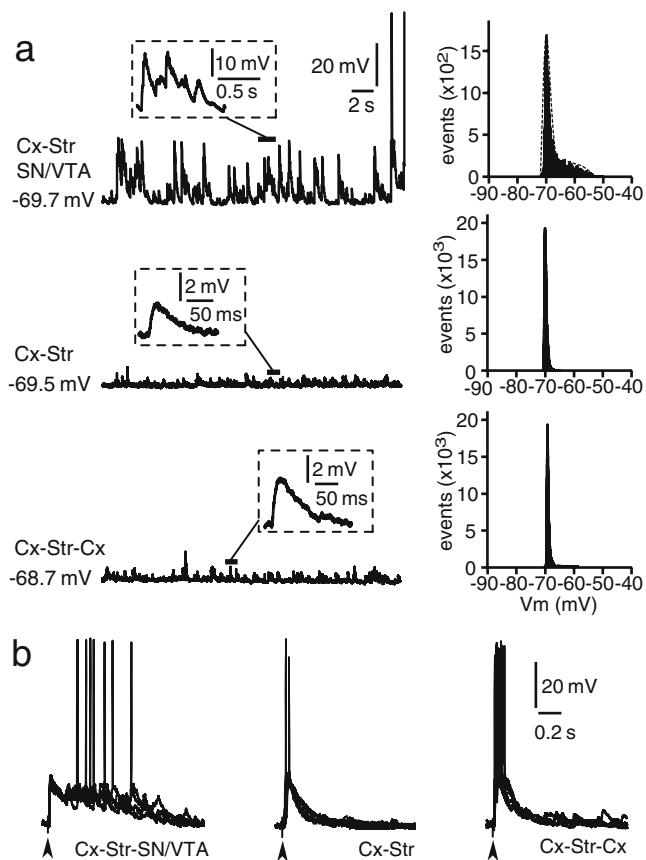 a
10 mV
0.5 s
20 mV
2 s
Cx-Str
SN/VTA
-69.7 mV
events (x10²)
15
10
5
0
-90 -80 -70 -60 -50 -40
2 mV
50 ms
Cx-Str
-69.5 mV
events (x10³)
20
15
10
5
0
-90 -80 -70 -60 -50 -40
2 mV
50 ms
Cx-Str-Cx
-68.7 mV
events (x10³)
20
15
10
5
0
-90 -80 -70 -60 -50 -40
Vm (mV)
b
20 mV
0.2 s
Cx-Str-SN/VTA
Cx-Str
Cx-Str-Cx